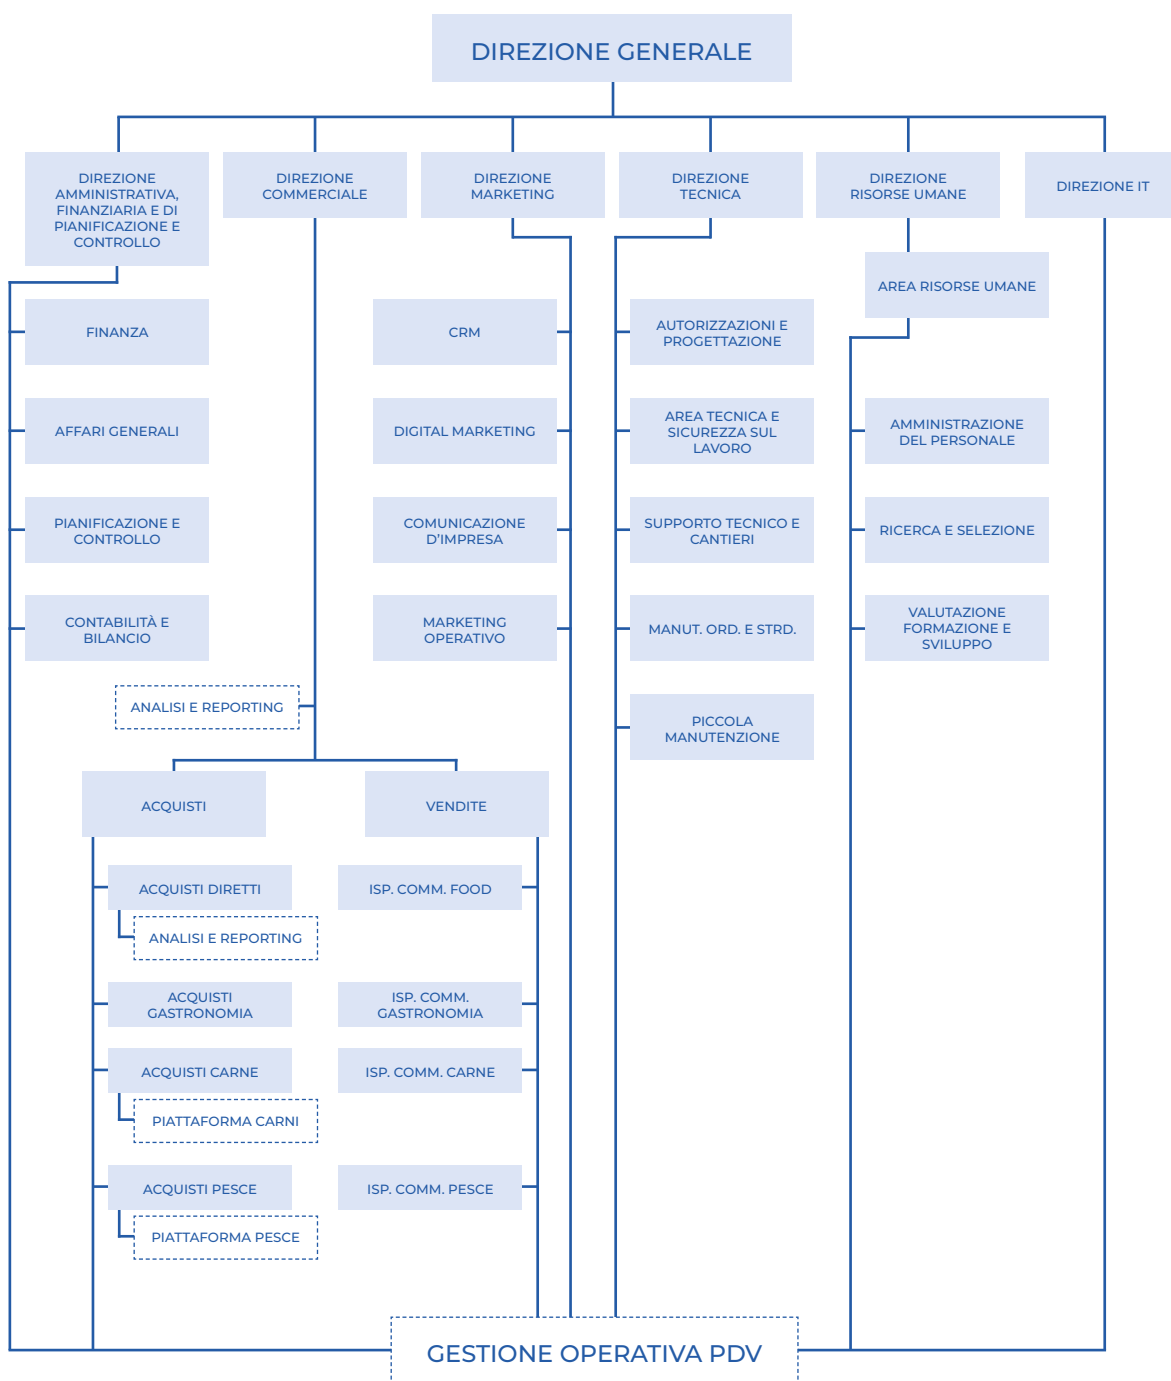 DIREZIONE GENERALE
DIREZIONE
AMMINISTRATIVA,
FINANZIARIA E DI
PIANIFICAZIONE E
CONTROLLO
DIREZIONE
COMMERCIALE
DIREZIONE
MARKETING
DIREZIONE
TECNICA
DIREZIONE
RISORSE UMANE
DIREZIONE IT
AREA RISORSE UMANE
FINANZA
CRM
AUTORIZZAZIONI E
PROGETTAZIONE
AFFARI GENERALI
DIGITAL MARKETING
AREA TECNICA E
SICUREZZA SUL
LAVORO
AMMINISTRAZIONE
DEL PERSONALE
PIANIFICAZIONE E
CONTROLLO
COMUNICAZIONE
D’IMPRESA
SUPPORTO TECNICO E
CANTIERI
RICERCA E SELEZIONE
CONTABILITÀ E
BILANCIO
MARKETING
OPERATIVO
MANUT. ORD. E STRD.
VALUTAZIONE
FORMAZIONE E
SVILUPPO
ANALISI E REPORTING
PICCOLA
MANUTENZIONE
ACQUISTI
VENDITE
ACQUISTI DIRETTI
ISP. COMM. FOOD
ANALISI E REPORTING
ACQUISTI
GASTRONOMIA
ISP. COMM.
GASTRONOMIA
ACQUISTI CARNE
ISP. COMM. CARNE
PIATTAFORMA CARNI
ACQUISTI PESCE
ISP. COMM. PESCE
PIATTAFORMA PESCE
GESTIONE OPERATIVA PDV